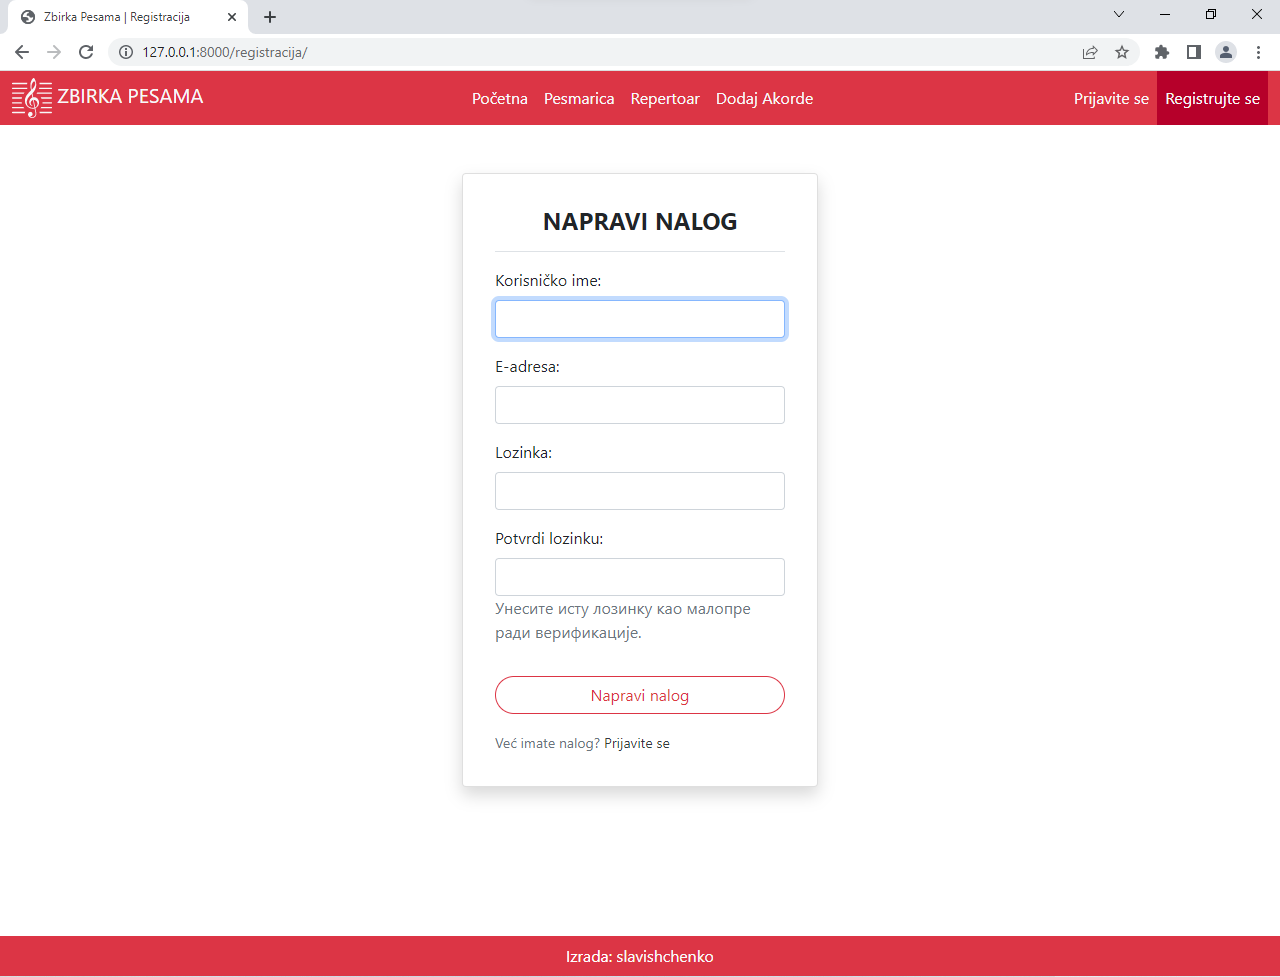 Zbirka Pesama | Registracija
127.0.0.1:8000/registracija/
ZBIRKA PESAMA
Početna Pesmarica Repertoar Dodaj Akorde
Prijavite se Registrujte se
NAPRAVI NALOG
Korisničko ime:
E-adresa:
Lozinka:
Potvrdi lozinku:
Унесите исту лозинку као малопре
ради верификације.
Napravi nalog
Već imate nalog? Prijavite se
Izrada: slavishchenko